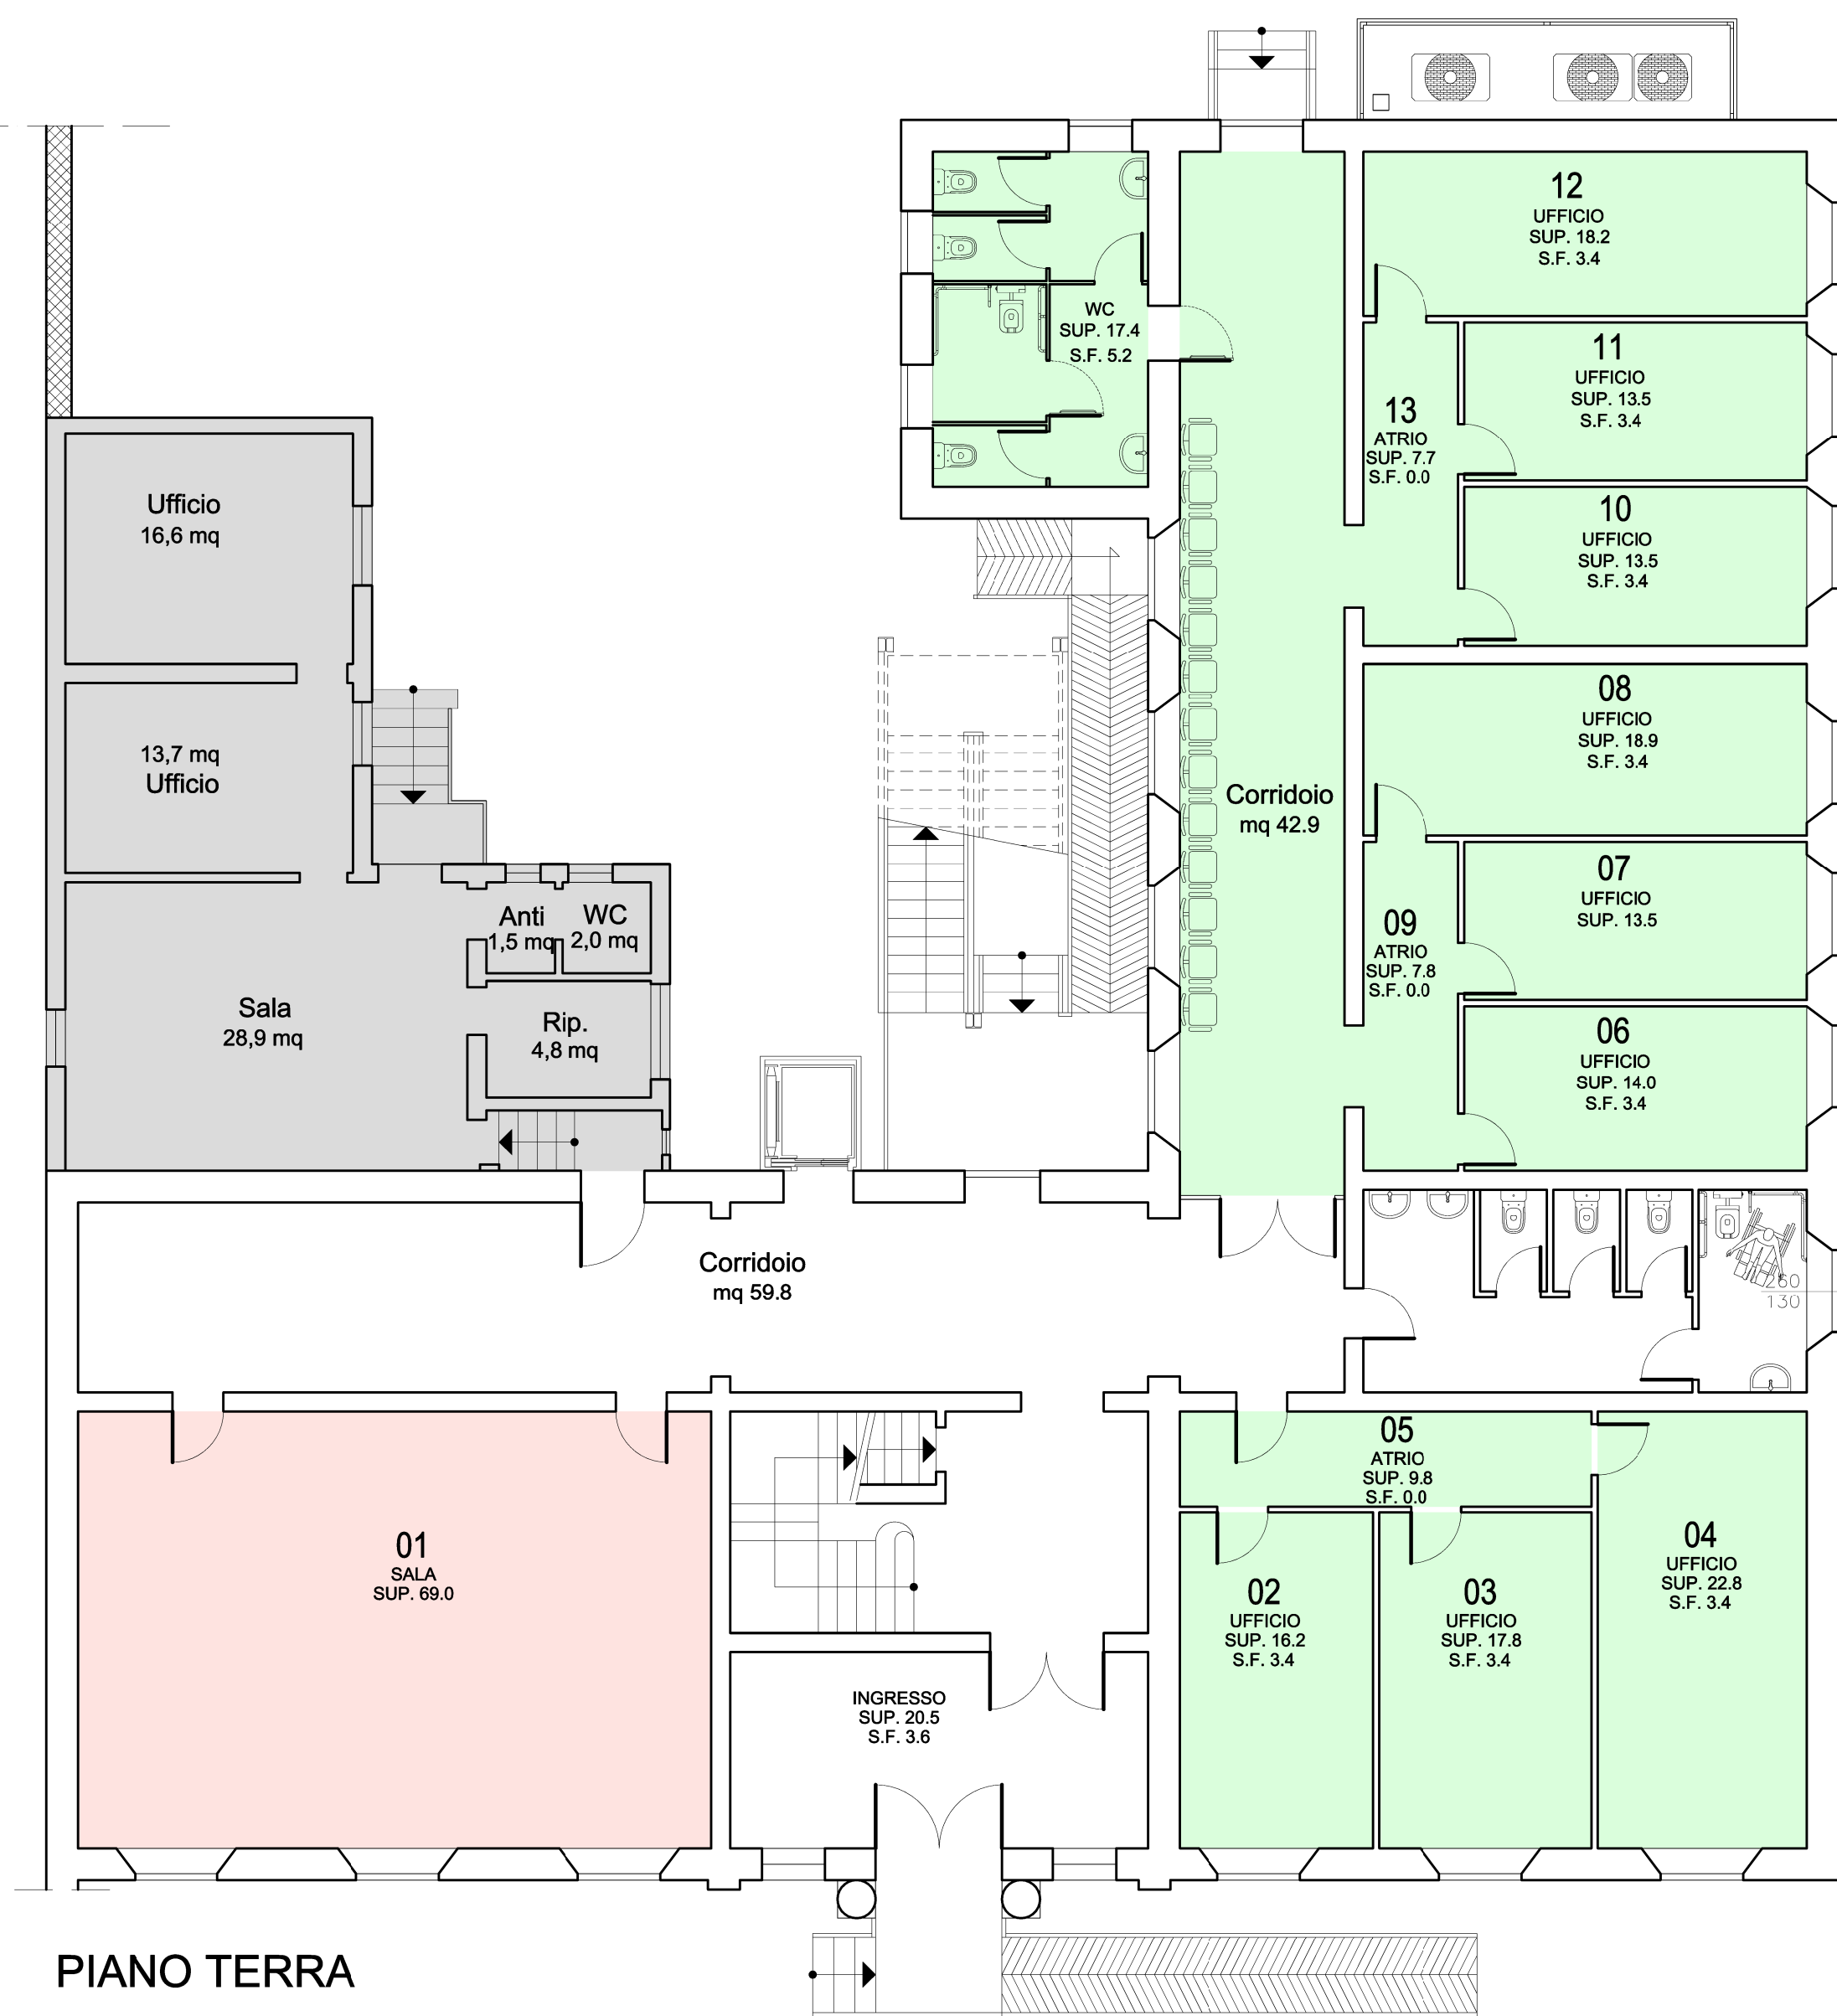 12
UFFICIO
SUP. 18.2
S.F. 3.4
WC
SUP. 17.4
S.F. 5.2
11
UFFICIO
SUP. 13.5
S.F. 3.4
13
ATRIO
SUP. 7.7
S.F. 0.0
10
UFFICIO
SUP. 13.5
S.F. 3.4
Ufficio
16,6 mq
13,7 mq
Ufficio
08
UFFICIO
SUP. 18.9
S.F. 3.4
Corridoio
mq 42.9
07
UFFICIO
SUP. 13.5
09
ATRIO
SUP. 7.8
S.F. 0.0
Anti
1,5 mq
WC
2,0 mq
Sala
28,9 mq
Rip.
4,8 mq
06
UFFICIO
SUP. 14.0
S.F. 3.4
Corridoio
mq 59.8
260
130
05
ATRIO
SUP. 9.8
S.F. 0.0
01
SALA
SUP. 69.0
04
UFFICIO
SUP. 22.8
S.F. 3.4
02
UFFICIO
SUP. 16.2
S.F. 3.4
03
UFFICIO
SUP. 17.8
S.F. 3.4
INGRESSO
SUP. 20.5
S.F. 3.6
PIANO TERRA